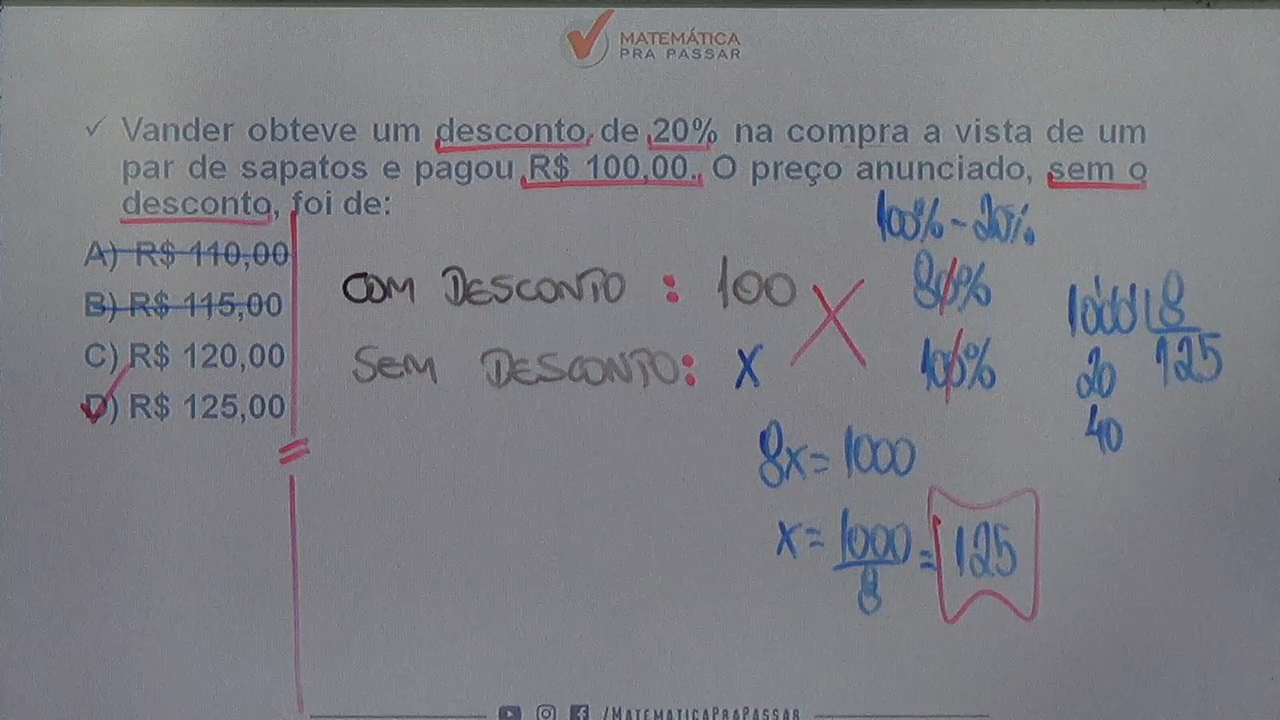 MATEMÁTICA
PRA PASSAR
✓ Vander obteve um desconto de 20% na compra a vista de um
par de sapatos e pagou R$ 100,00. O preço anunciado, sem o
desconto, foi de:
A) R$ 110,00
B) R$ 115,00
C) R$ 120,00
D) R$ 125,00
100% - 20%
COM DESCONTO : 100 80%
SEM DESCONTO: X 100%
1000 8
20 125
40
8x = 1000
x = 1000/8 = 125
/MATEMATICAPRAPASSAR